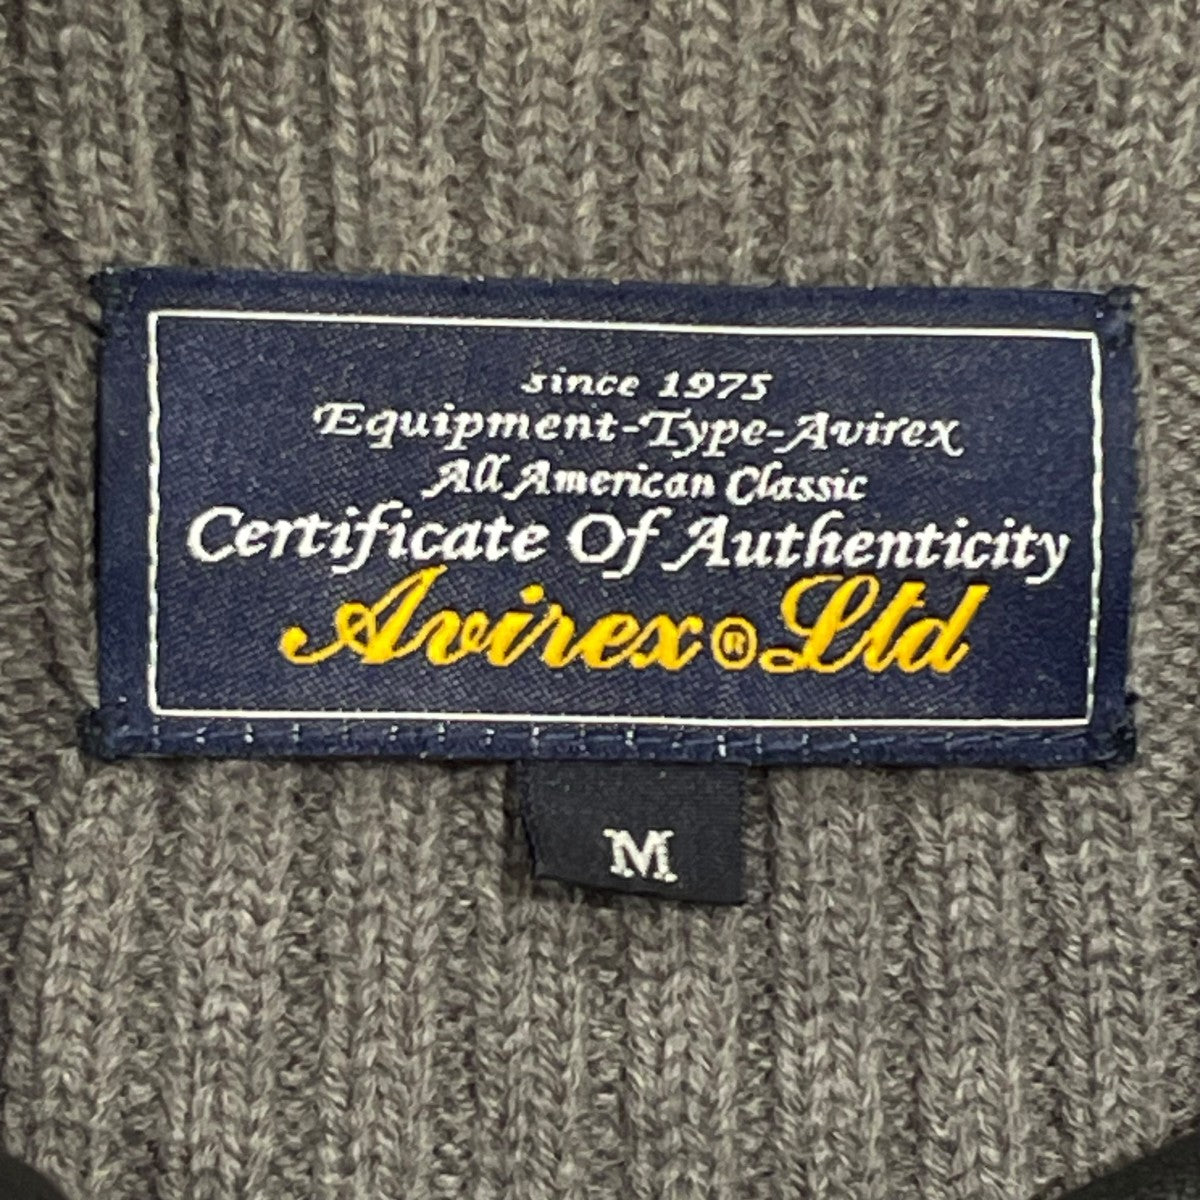 since 1975
Equipment-Type-Avirex
All American Classic
Certificate Of Authenticity
Avirex® Ltd
M